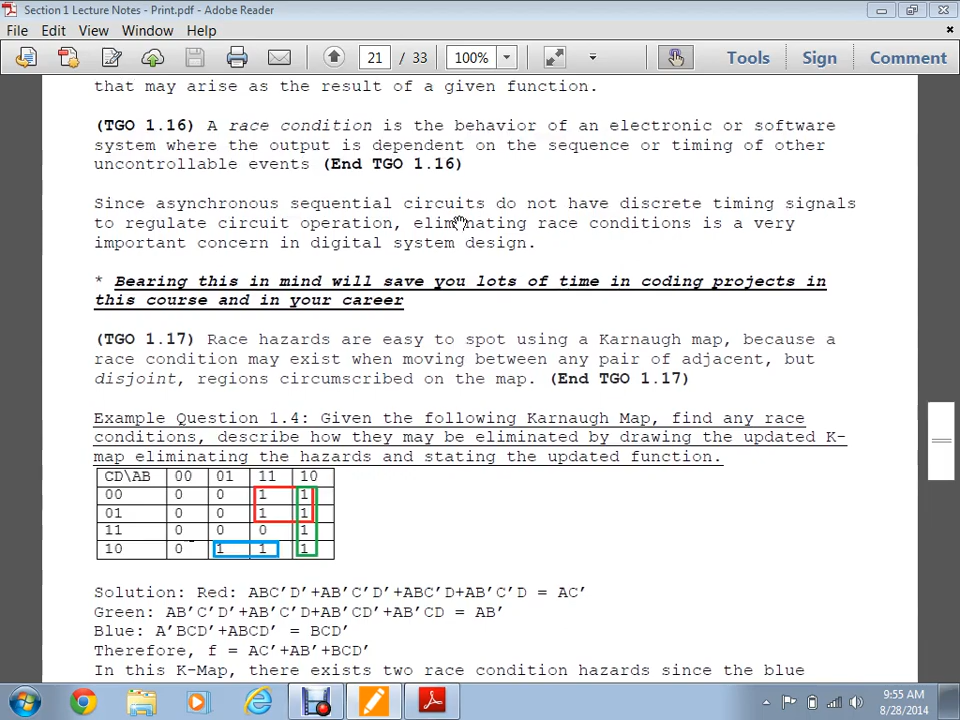 Section 1 Lecture Notes - Print.pdf - Adobe Reader
File Edit View Window Help
21 / 33 100% Tools Sign Comment
that may arise as the result of a given function.
(TGO 1.16) A race condition is the behavior of an electronic or software
system where the output is dependent on the sequence or timing of other
uncontrollable events (End TGO 1.16)
Since asynchronous sequential circuits do not have discrete timing signals
to regulate circuit operation, eliminating race conditions is a very
important concern in digital system design.
* Bearing this in mind will save you lots of time in coding projects in
this course and in your career
(TGO 1.17) Race hazards are easy to spot using a Karnaugh map, because a
race condition may exist when moving between any pair of adjacent, but
disjoint, regions circumscribed on the map. (End TGO 1.17)
Example Question 1.4: Given the following Karnaugh Map, find any race
conditions, describe how they may be eliminated by drawing the updated K-
map eliminating the hazards and stating the updated function.
CD\AB 00 01 11 10
00 0 0 1 1
01 0 0 1 1
11 0 0 0 1
10 0 1 1 1
Solution: Red: ABC'D'+AB'C'D'+ABC'D+AB'C'D = AC'
Green: AB'C'D'+AB'C'D+AB'CD'+AB'CD = AB'
Blue: A'BCD'+ABCD' = BCD'
Therefore, f = AC'+AB'+BCD'
In this K-Map, there exists two race condition hazards since the blue
9:55 AM
8/28/2014